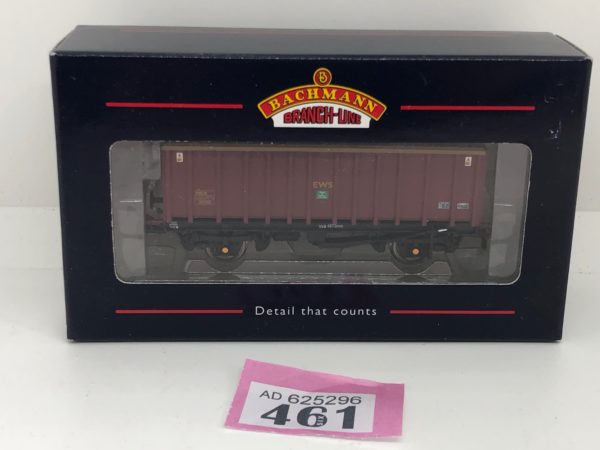 B
BACHMANN
BRANCH-LINE
EWS
Detail that counts
AD 625296
461